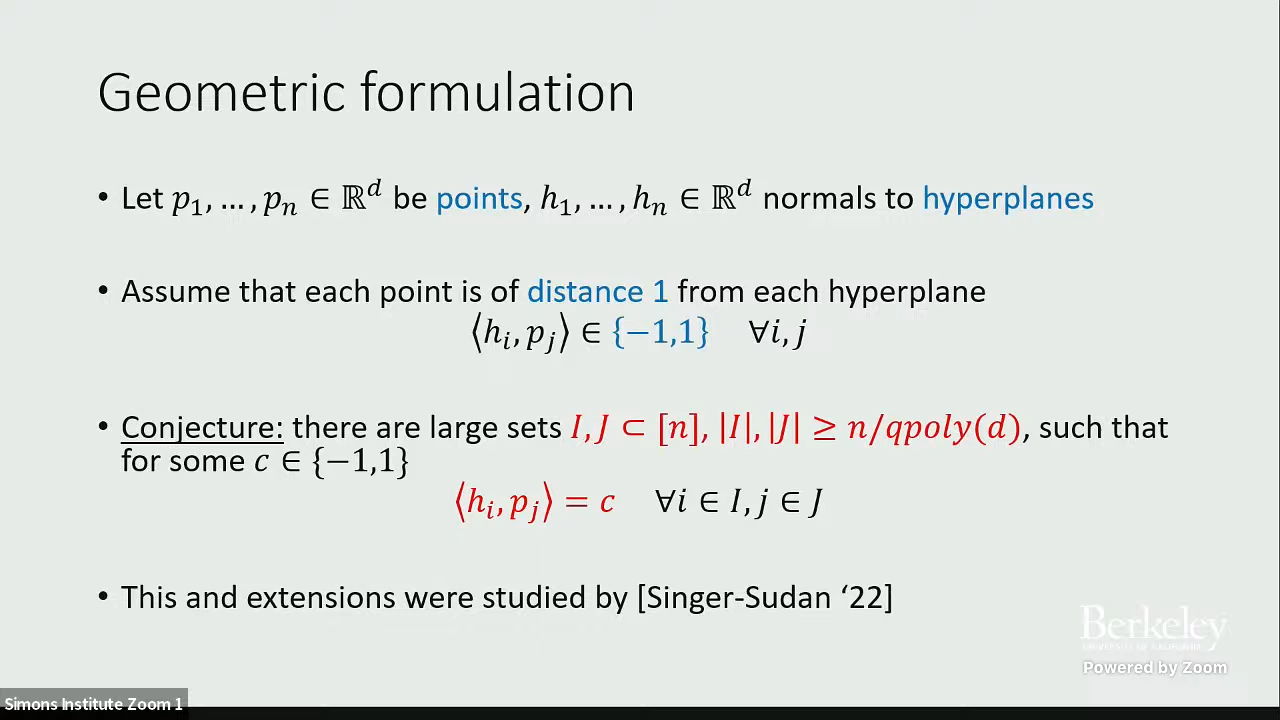 Geometric formulation
• Let 𝑝₁, … , 𝑝ₙ ∈ ℝᵈ be points, ℎ₁, … , ℎₙ ∈ ℝᵈ normals to hyperplanes
• Assume that each point is of distance 1 from each hyperplane
⟨ℎᵢ, 𝑝ⱼ⟩ ∈ {−1,1} ∀𝑖, 𝑗
• Conjecture: there are large sets 𝐼, 𝐽 ⊂ [𝑛], |𝐼|, |𝐽| ≥ 𝑛/𝑞𝑝𝑜𝑙𝑦(𝑑), such that
for some 𝑐 ∈ {−1,1}
⟨ℎᵢ, 𝑝ⱼ⟩ = 𝑐 ∀𝑖 ∈ 𝐼, 𝑗 ∈ 𝐽
• This and extensions were studied by [Singer-Sudan ‘22]
Berkeley
UNIVERSITY OF CALIFORNIA
Powered by Zoom
Simons Institute Zoom 1